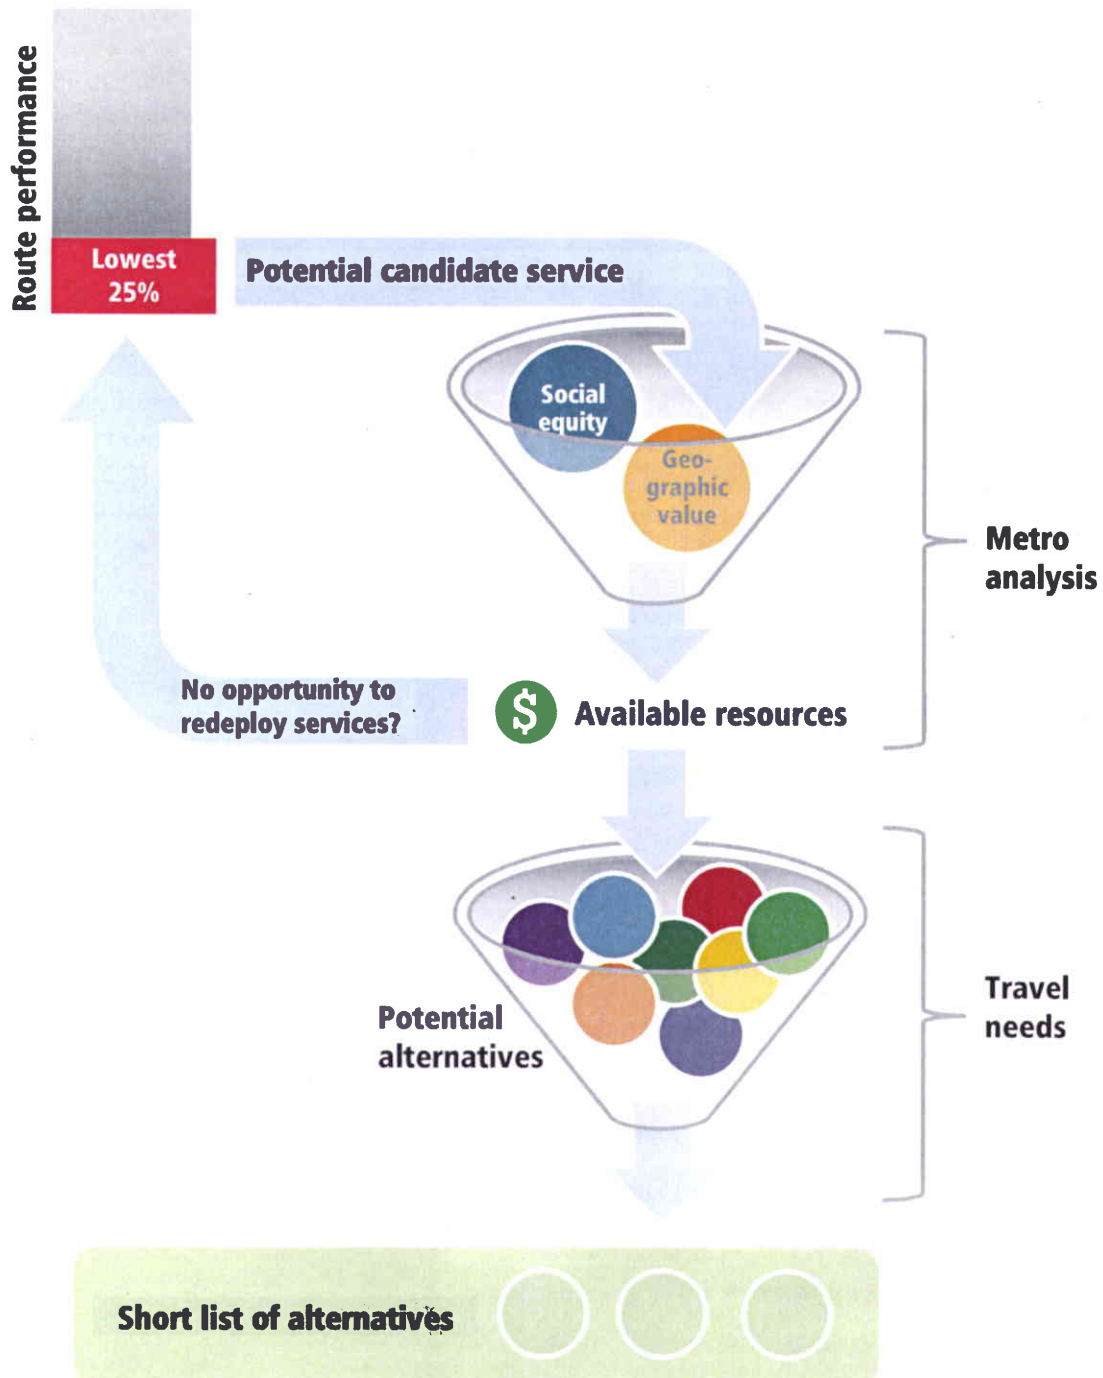 Route performance
Lowest
25%
Potential candidate service
Social
equity
Geo-
graphic
value
Metro
analysis
No opportunity to
redeploy services?
$
Available resources
Potential
alternatives
Travel
needs
Short list of alternatives